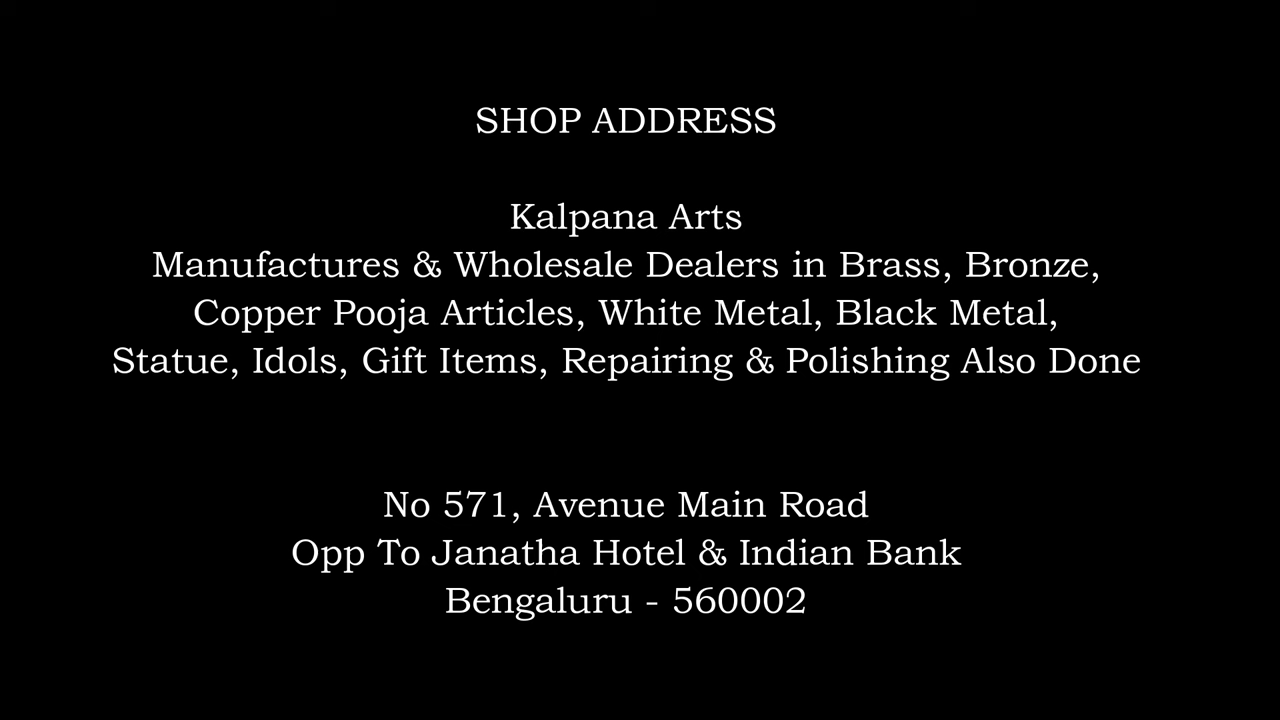 SHOP ADDRESS
Kalpana Arts
Manufactures & Wholesale Dealers in Brass, Bronze,
Copper Pooja Articles, White Metal, Black Metal,
Statue, Idols, Gift Items, Repairing & Polishing Also Done
No 571, Avenue Main Road
Opp To Janatha Hotel & Indian Bank
Bengaluru - 560002